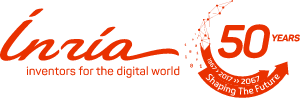 Inria
inventors for the digital world
50 YEARS
1967>2017>>2067
Shaping The Future